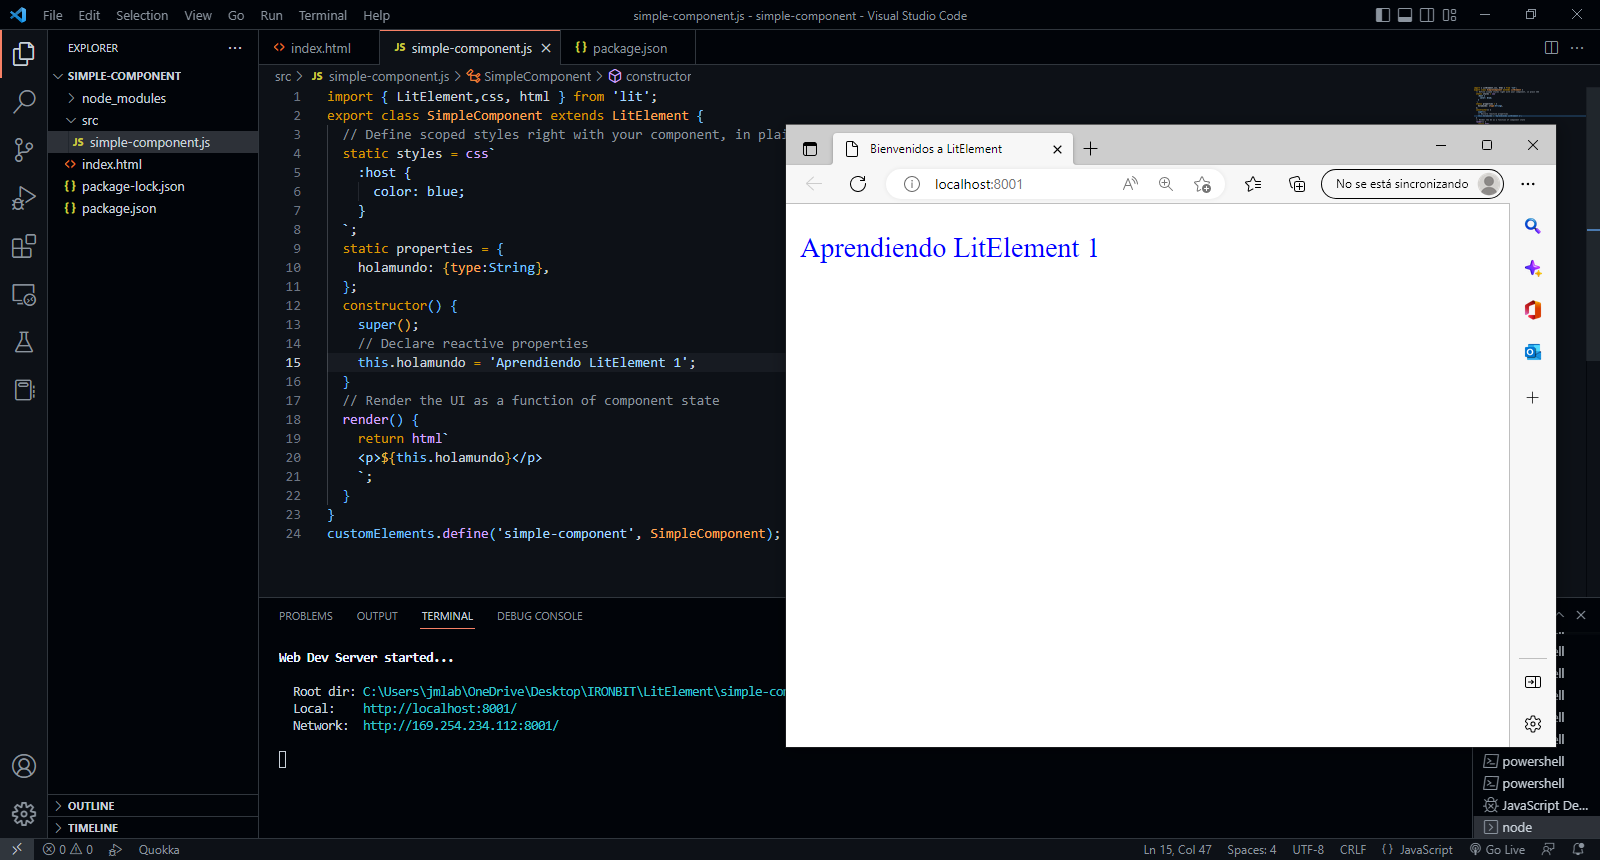 File Edit Selection View Go Run Terminal Help
simple-component.js - simple-component - Visual Studio Code
EXPLORER
SIMPLE-COMPONENT
node_modules
src
JS simple-component.js
index.html
package-lock.json
package.json
OUTLINE
TIMELINE
index.html
JS simple-component.js
package.json
src > JS simple-component.js > SimpleComponent > constructor
1 import { LitElement,css, html } from 'lit';
2 export class SimpleComponent extends LitElement {
3 // Define scoped styles right with your component, in plai
4 static styles = css`
5 :host {
6 color: blue;
7 }
8 `;
9 static properties = {
10 holamundo: {type:String},
11 };
12 constructor() {
13 super();
14 // Declare reactive properties
15 this.holamundo = 'Aprendiendo LitElement 1';
16 }
17 // Render the UI as a function of component state
18 render() {
19 return html`
20 <p>${this.holamundo}</p>
21 `;
22 }
23 }
24 customElements.define('simple-component', SimpleComponent);
Bienvenidos a LitElement
localhost:8001
No se está sincronizando
Aprendiendo LitElement 1
PROBLEMS OUTPUT TERMINAL DEBUG CONSOLE
Web Dev Server started...
Root dir: C:\Users\jmlab\OneDrive\Desktop\IRONBIT\LitElement\simple-co
Local: http://localhost:8001/
Network: http://169.254.234.112:8001/
ell
ell
ell
ell
ell
powershell
powershell
JavaScript De...
node
0 0 Quokka
Ln 15, Col 47 Spaces: 4 UTF-8 CRLF {} JavaScript Go Live